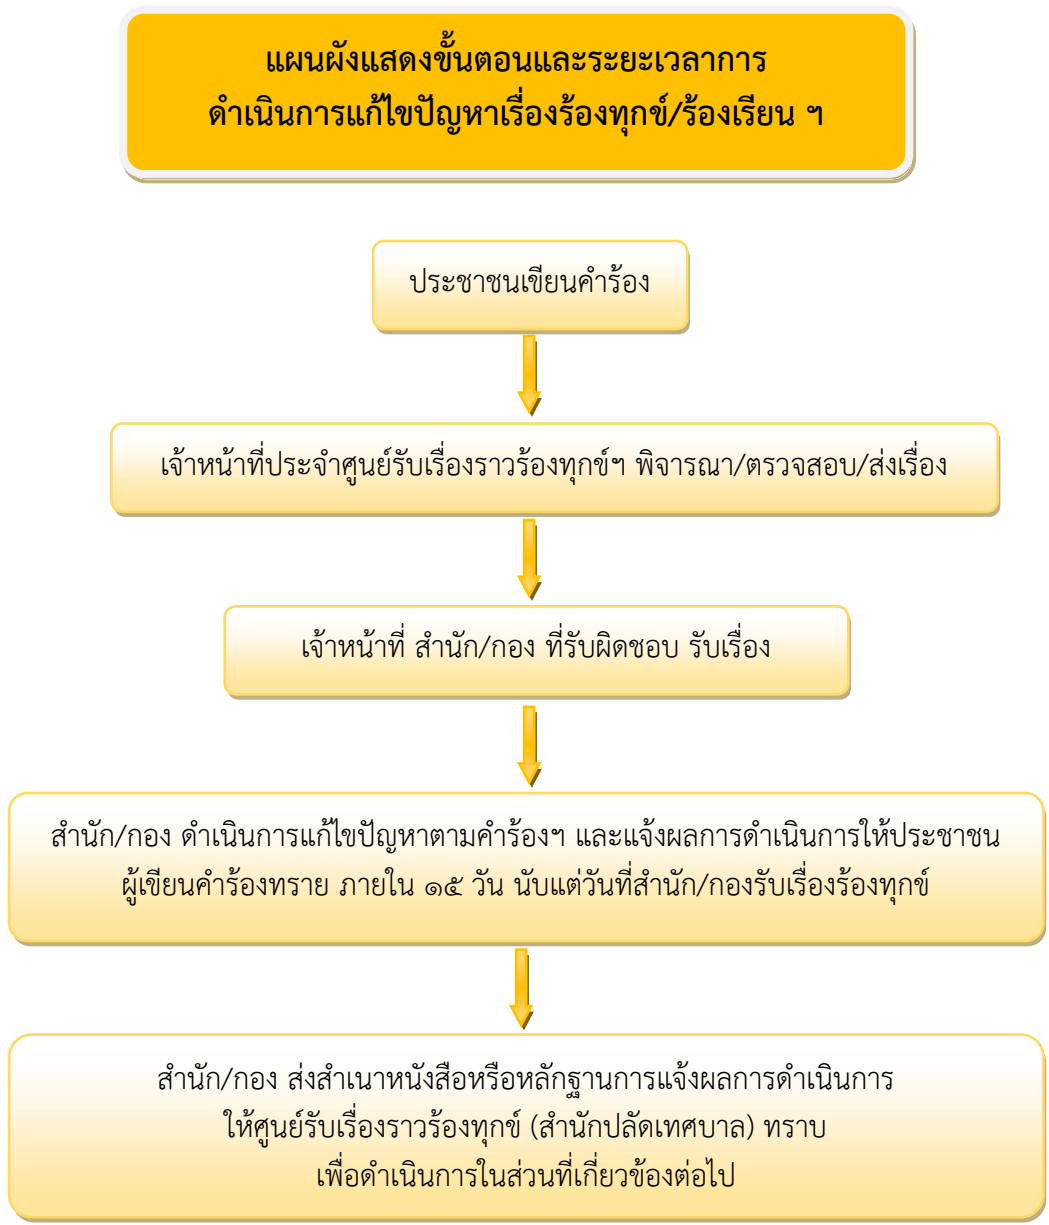 แผนผังแสดงขั้นตอนและระยะเวลาการ
ดำเนินการแก้ไขปัญหาเรื่องร้องทุกข์/ร้องเรียน ฯ
ประชาชนเขียนคำร้อง
เจ้าหน้าที่ประจำศูนย์รับเรื่องราวร้องทุกข์ฯ พิจารณา/ตรวจสอบ/ส่งเรื่อง
เจ้าหน้าที่ สำนัก/กอง ที่รับผิดชอบ รับเรื่อง
สำนัก/กอง ดำเนินการแก้ไขปัญหาตามคำร้องฯ และแจ้งผลการดำเนินการให้ประชาชน
ผู้เขียนคำร้องทราย ภายใน ๑๕ วัน นับแต่วันที่สำนัก/กองรับเรื่องร้องทุกข์
สำนัก/กอง ส่งสำเนาหนังสือหรือหลักฐานการแจ้งผลการดำเนินการ
ให้ศูนย์รับเรื่องราวร้องทุกข์ (สำนักปลัดเทศบาล) ทราบ
เพื่อดำเนินการในส่วนที่เกี่ยวข้องต่อไป